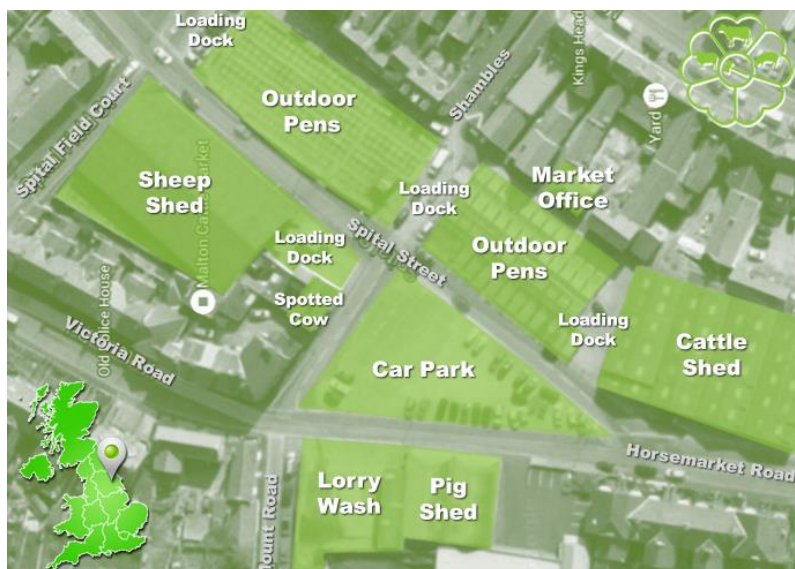 Loading
Dock
Kings Head
Yard
Outdoor
Pens
Shambles
Spital Field Court
Sheep
Shed
Malton Cattle Market
Market
Office
Loading
Dock
Loading
Dock
Spital Street
Outdoor
Pens
Spotted
Cow
Old Police House
Victoria Road
Loading
Dock
Cattle
Shed
Car Park
Horsemarket Road
Lorry
Wash
Pig
Shed
Mount Road